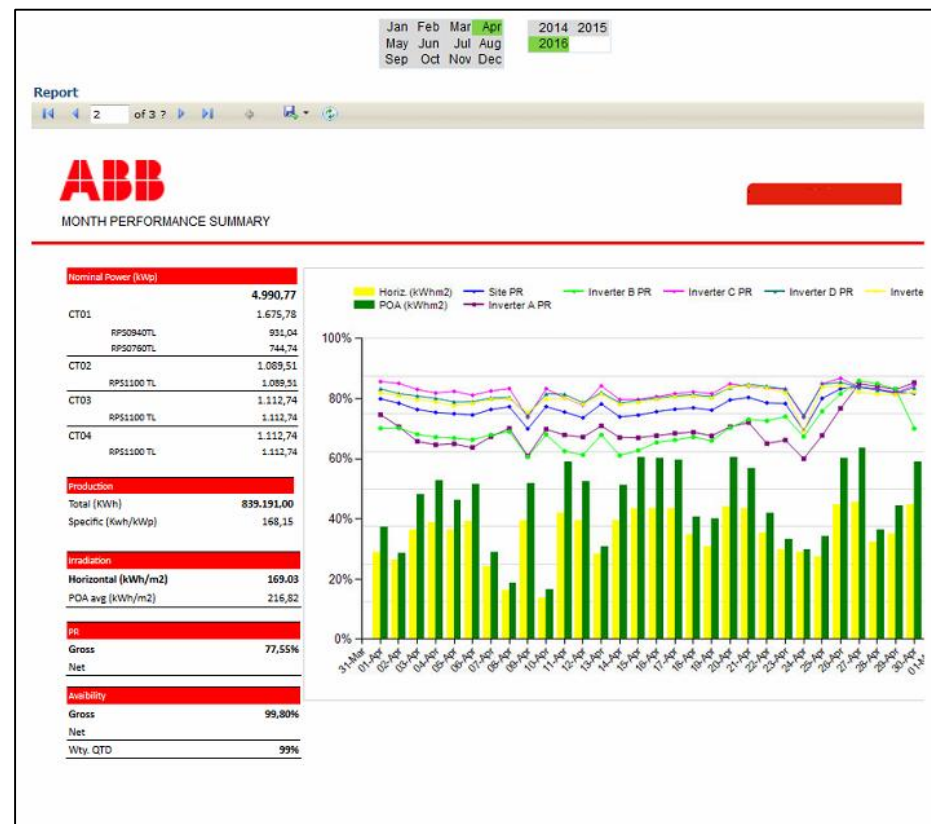 Jan Feb Mar Apr 2014 2015
May Jun Jul Aug 2016
Sep Oct Nov Dec
Report
2 of 3 ?
ABB
MONTH PERFORMANCE SUMMARY
Nominal Power (kWp)
4.990,77
CT01 1.675,78
RPS0940TL 931,04
RPS0760TL 744,74
CT02 1.089,51
RPS1100 TL 1.089,51
CT03 1.112,74
RPS1100 TL 1.112,74
CT04 1.112,74
RPS1100 TL 1.112,74
Production
Total (KWh) 839.191,00
Specific (Kwh/kWp) 168,15
Irradiation
Horizontal (kWh/m2) 169.03
POA avg (kWh/m2) 216,82
PR
Gross 77,55%
Net
Avaibility
Gross 99,80%
Net
Wty. QTD 99%
Horiz. (kWhm2) Site PR Inverter B PR Inverter C PR Inverter D PR Inverte
POA (kWhm2) Inverter A PR
100%
80%
60%
40%
20%
0%
31-Mar 01-Apr 02-Apr 03-Apr 04-Apr 05-Apr 06-Apr 07-Apr 08-Apr 09-Apr 10-Apr 11-Apr 12-Apr 13-Apr 14-Apr 15-Apr 16-Apr 17-Apr 18-Apr 19-Apr 20-Apr 21-Apr 22-Apr 23-Apr 24-Apr 25-Apr 26-Apr 27-Apr 28-Apr 29-Apr 30-Apr 01-M